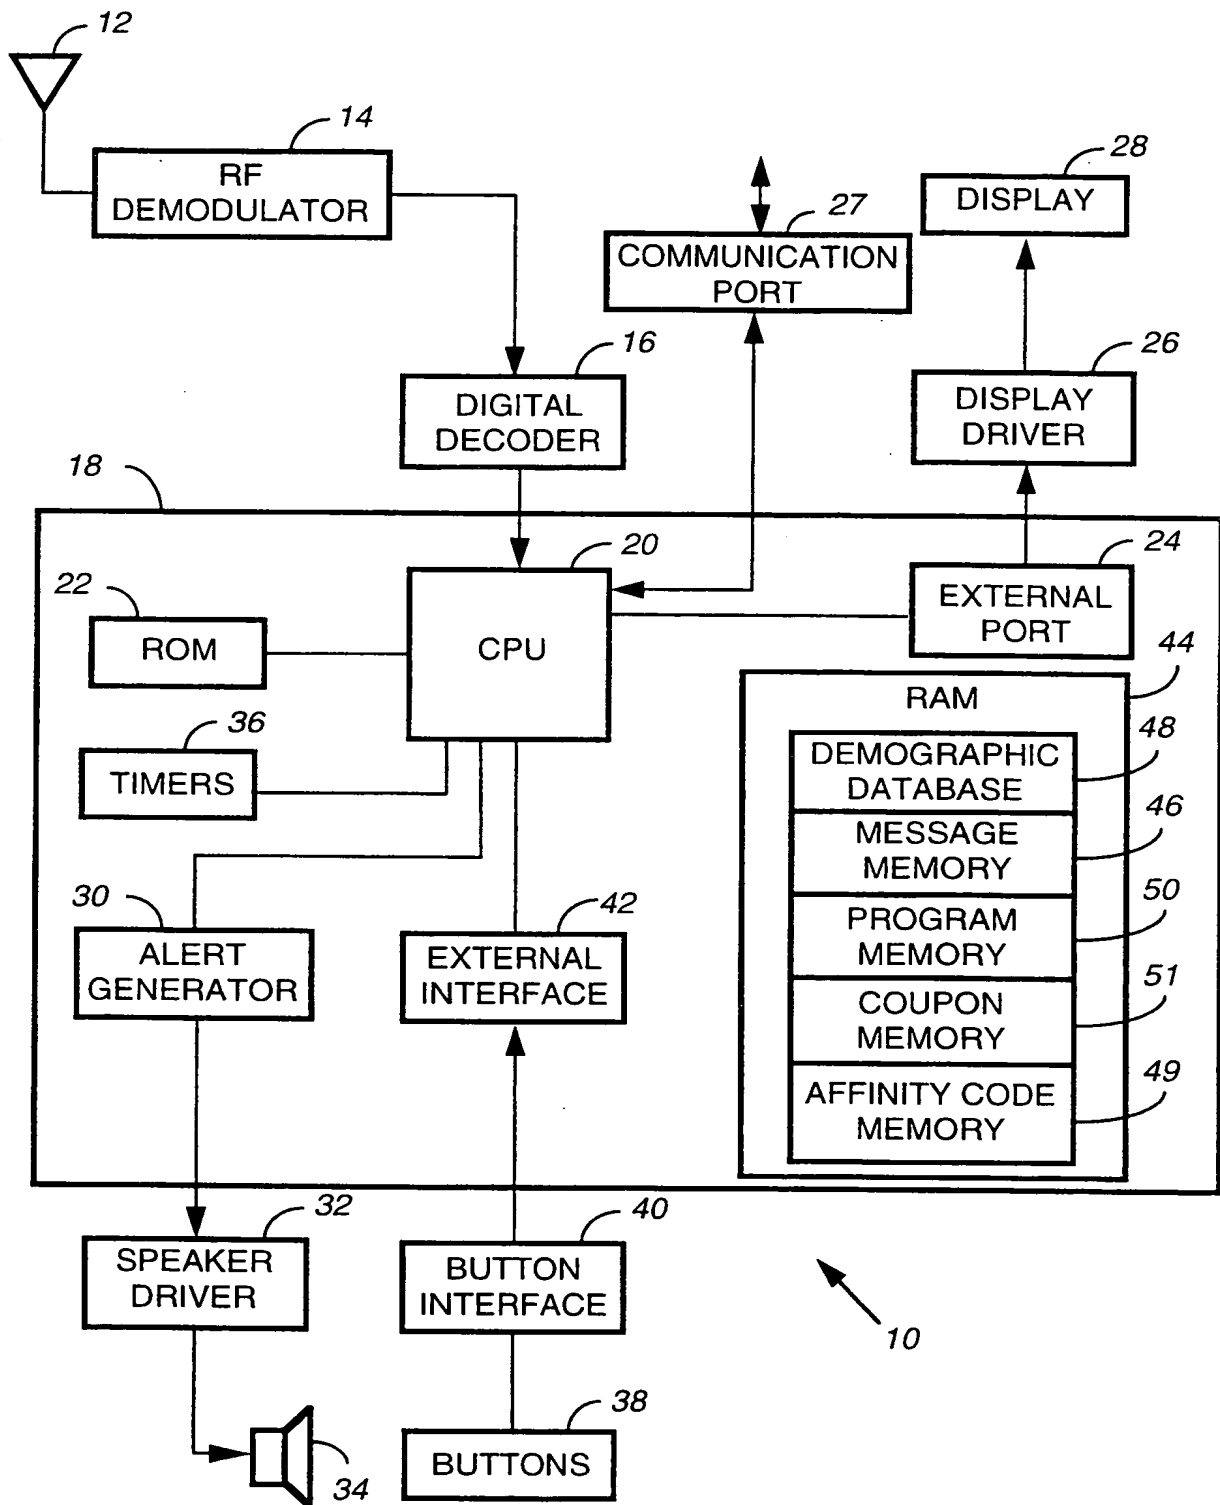 12
14
RF
DEMODULATOR
28
DISPLAY
27
COMMUNICATION
PORT
16
DIGITAL
DECODER
26
DISPLAY
DRIVER
18
20
CPU
24
EXTERNAL
PORT
22
ROM
44
RAM
36
TIMERS
48
DEMOGRAPHIC
DATABASE
46
MESSAGE
MEMORY
30
ALERT
GENERATOR
42
EXTERNAL
INTERFACE
50
PROGRAM
MEMORY
51
COUPON
MEMORY
49
AFFINITY CODE
MEMORY
32
SPEAKER
DRIVER
40
BUTTON
INTERFACE
10
34
38
BUTTONS